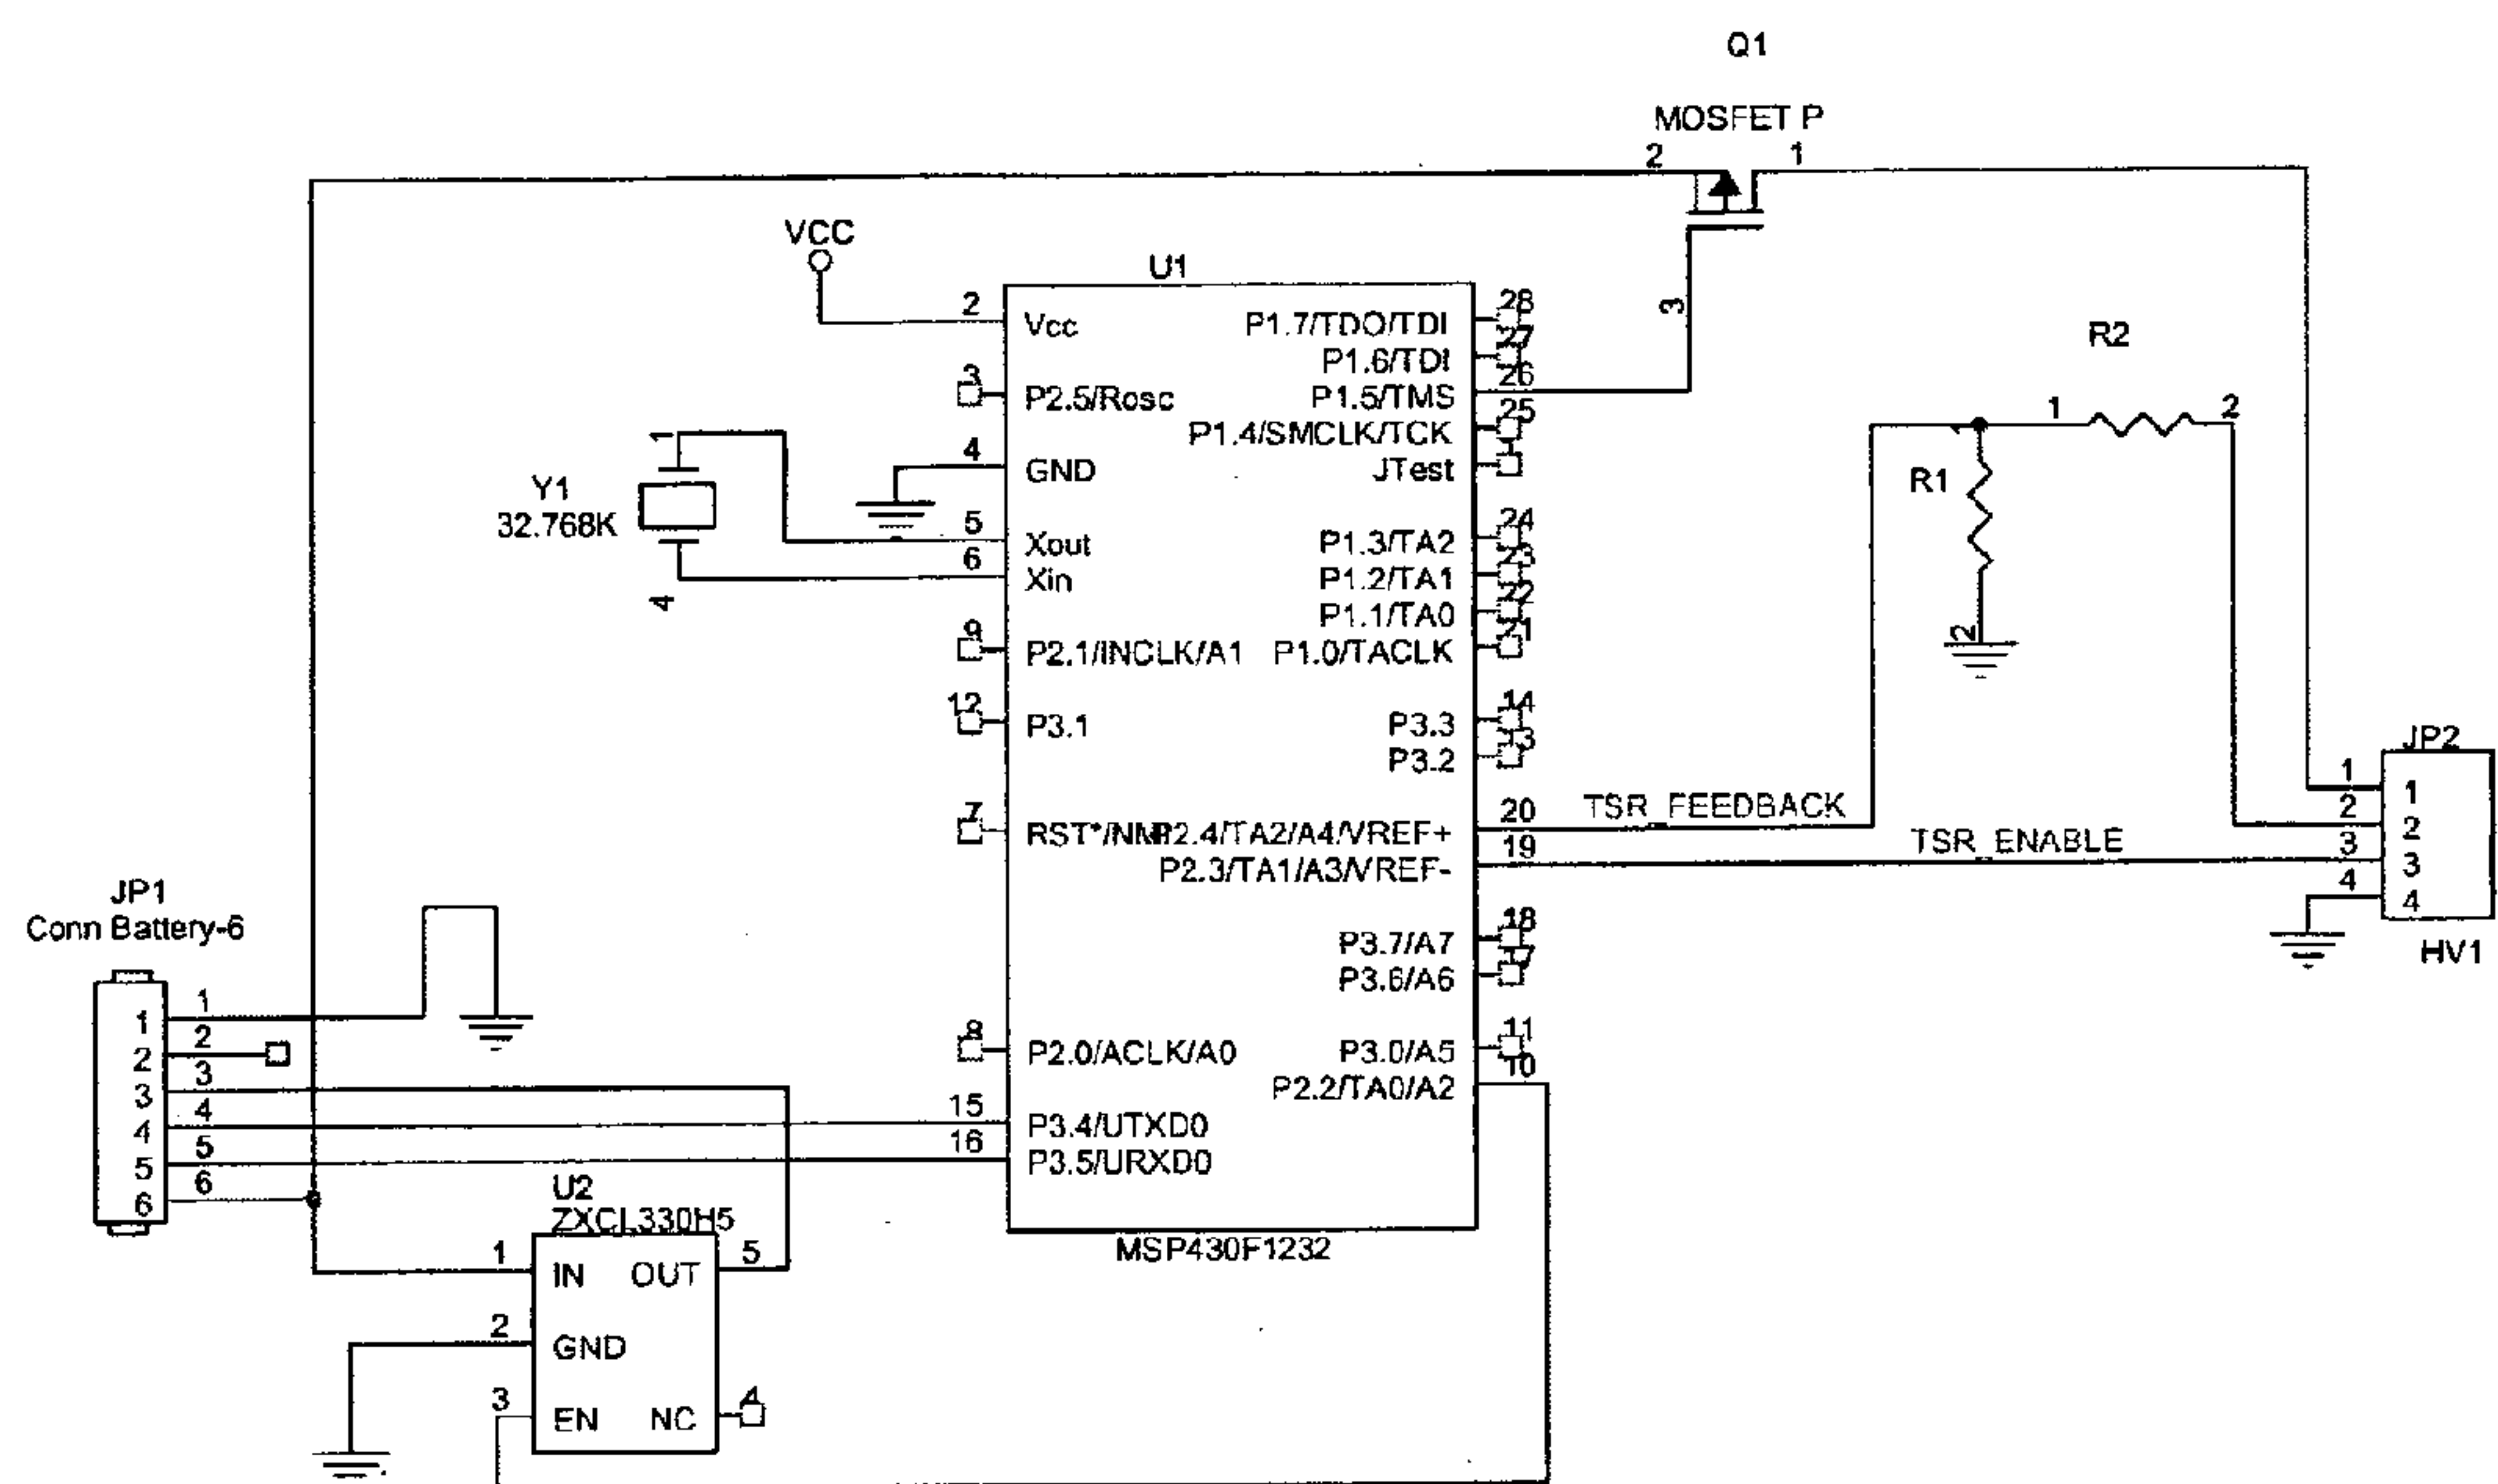 Q1
MOSFET P
2
1
3
VCC
U1
2
Vcc
3
P2.5/Rosc
4
GND
5
Xout
6
Xin
9
P2.1/INCLK/A1
12
P3.1
7
RST*/NMI
8
P2.0/ACLK/A0
15
P3.4/UTXD0
16
P3.5/URXD0
P1.7/TDO/TDI
28
P1.6/TDI
27
P1.5/TMS
26
P1.4/SMCLK/TCK
25
JTest
1
P1.3/TA2
24
P1.2/TA1
23
P1.1/TA0
22
P1.0/TACLK
21
P3.3
14
P3.2
13
P2.4/TA2/A4/VREF+
20
P2.3/TA1/A3/VREF-
19
P3.7/A7
18
P3.6/A6
17
P3.0/A5
11
P2.2/TA0/A2
10
MSP430F1232
Y1
32.768K
1
4
R2
1
2
R1
2
TSR_FEEDBACK
TSR_ENABLE
JP2
1
1
2
2
3
3
4
4
HV1
JP1
Conn Battery-6
1
1
2
2
3
3
4
4
5
5
6
6
U2
ZXCL330H5
1
IN
OUT
5
2
GND
3
EN
NC
4